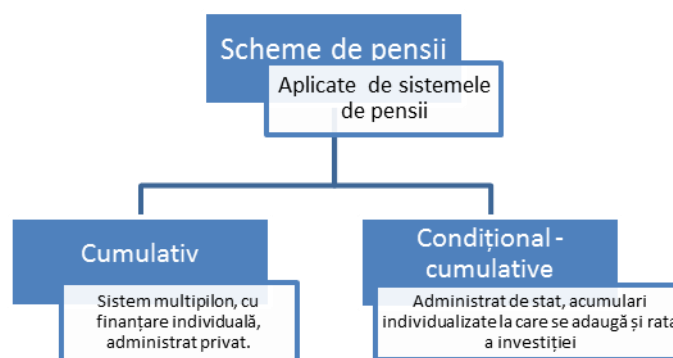 Scheme de pensii
Aplicate de sistemele
de pensii
Cumulativ
Sistem multipilon, cu
finanțare individuală,
administrat privat.
Condițional -
cumulative
Administrat de stat, acumulari
individualizate la care se adaugă și rata
a investiției